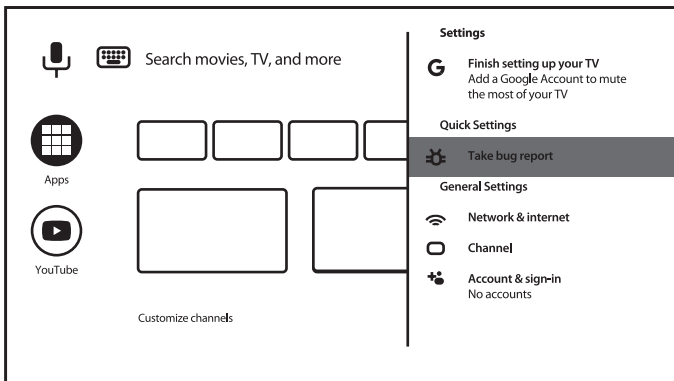 Search movies, TV, and more
Apps
YouTube
Customize channels
Settings
Finish setting up your TV
Add a Google Account to mute
the most of your TV
Quick Settings
Take bug report
General Settings
Network & internet
Channel
Account & sign-in
No accounts